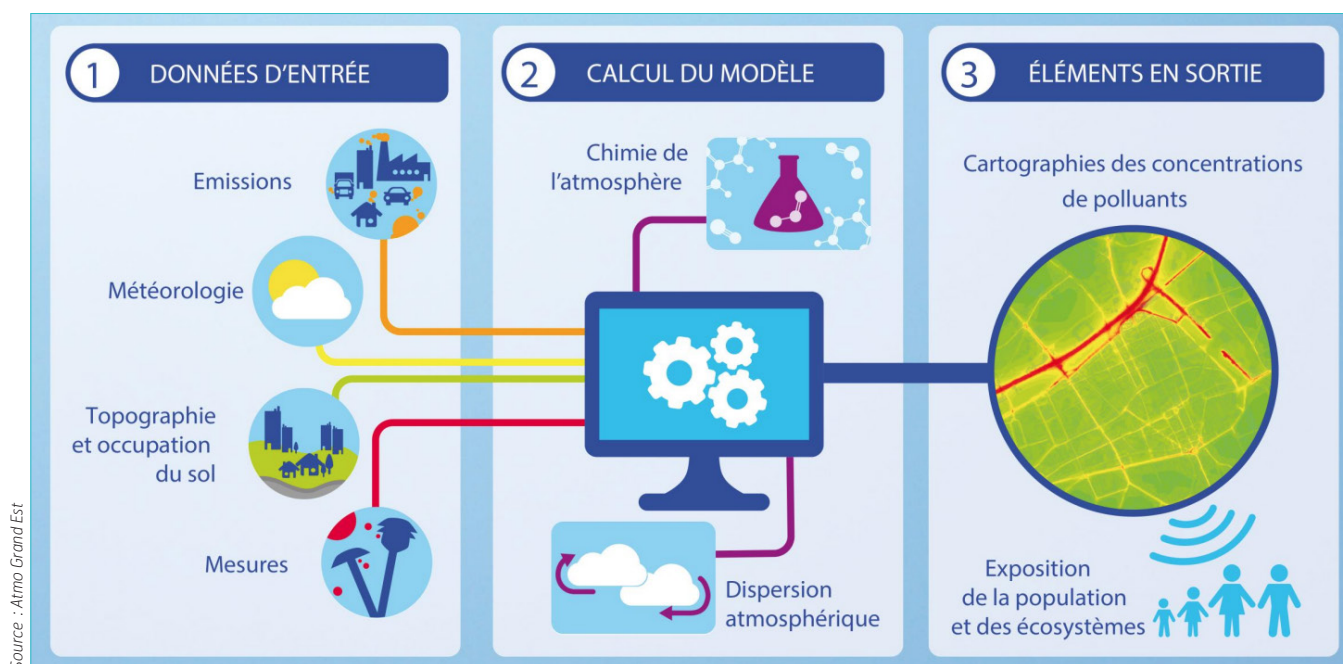 1 DONNÉES D'ENTRÉE
Emissions
Météorologie
Topographie
et occupation
du sol
Mesures
2 CALCUL DU MODÈLE
Chimie de
l'atmosphère
Dispersion
atmosphérique
3 ÉLÉMENTS EN SORTIE
Cartographies des concentrations
de polluants
Exposition
de la population
et des écosystèmes
Source : Atmo Grand Est